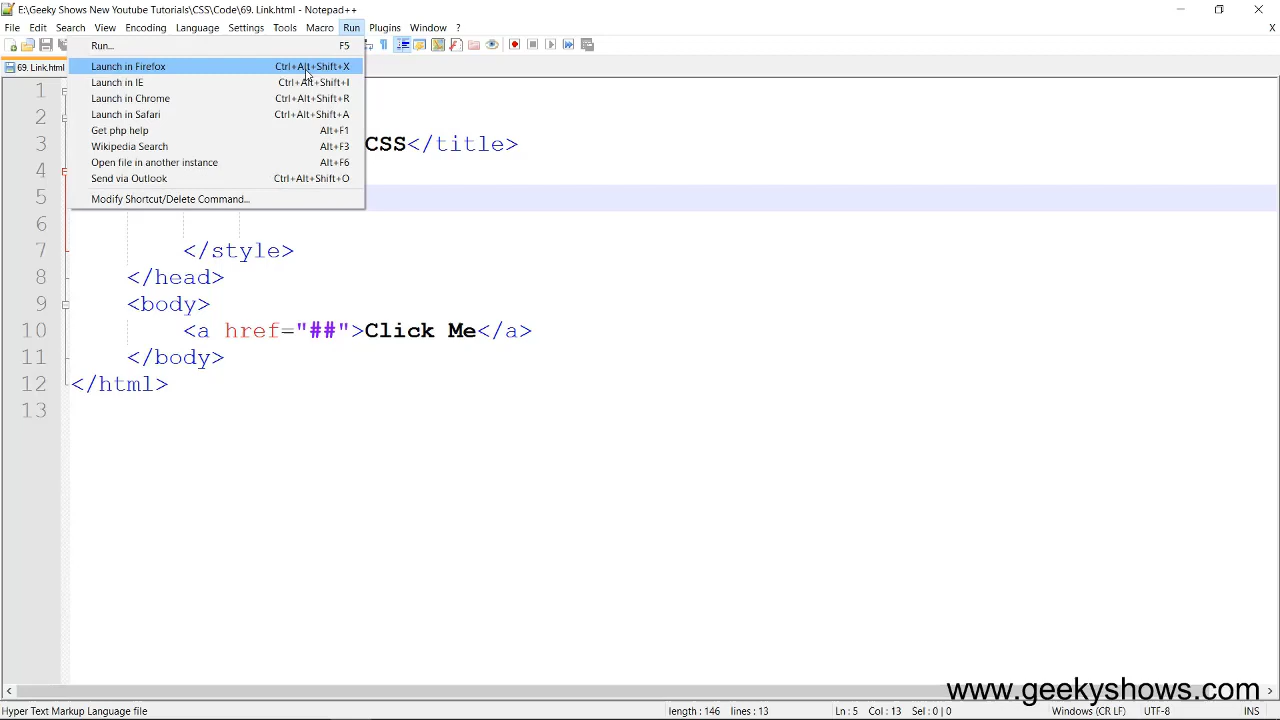 E:\Geeky Shows New Youtube Tutorials\CSS\Code\69. Link.html - Notepad++
File Edit Search View Encoding Language Settings Tools Macro Run Plugins Window ?
X
Run... F5
69. Link.html
Launch in Firefox Ctrl+Alt+Shift+X
Launch in IE Ctrl+Alt+Shift+I
Launch in Chrome Ctrl+Alt+Shift+R
Launch in Safari Ctrl+Alt+Shift+A
Get php help Alt+F1
Wikipedia Search Alt+F3
Open file in another instance Alt+F6
Send via Outlook Ctrl+Alt+Shift+O
Modify Shortcut/Delete Command...
1
2
3 CSS</title>
4
5
6
7 </style>
8 </head>
9 <body>
10 <a href="##">Click Me</a>
11 </body>
12 </html>
13
www.geekyshows.com
Hyper Text Markup Language file length : 146 lines : 13 Ln : 5 Col : 13 Sel : 0 | 0 Windows (CR LF) UTF-8 INS